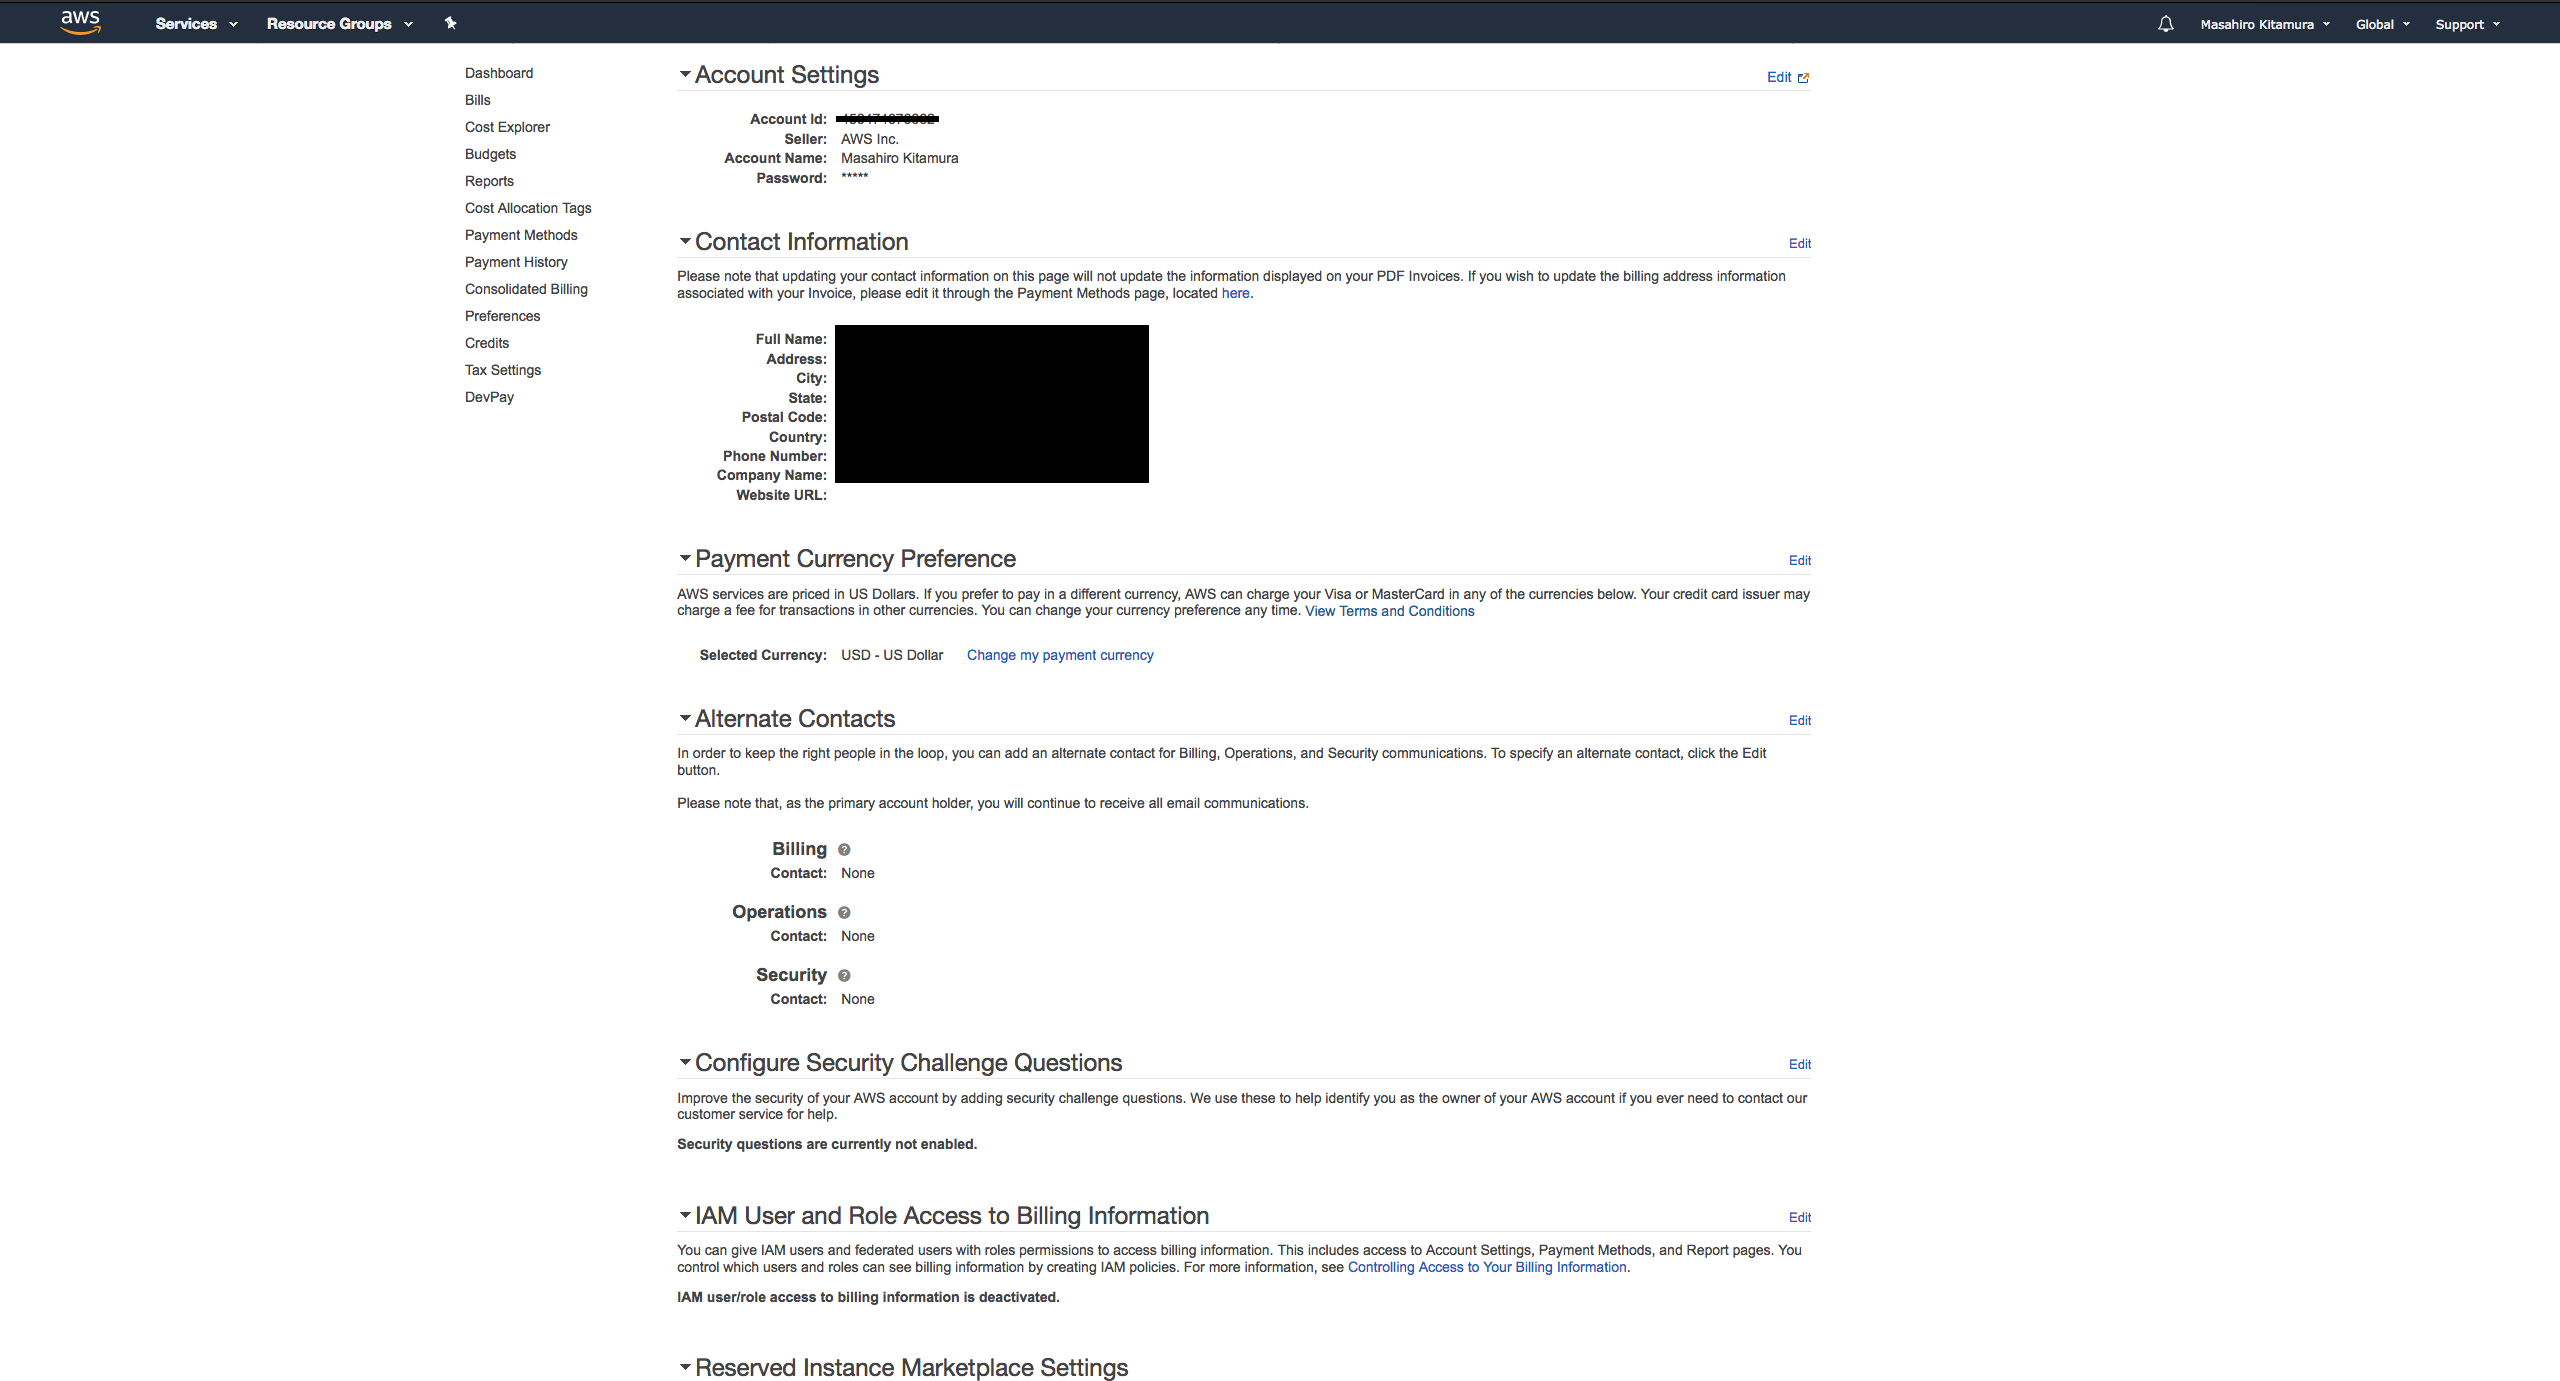 aws Services Resource Groups Masahiro Kitamura Global Support
Dashboard
Bills
Cost Explorer
Budgets
Reports
Cost Allocation Tags
Payment Methods
Payment History
Consolidated Billing
Preferences
Credits
Tax Settings
DevPay
Account Settings Edit
Account Id:
Seller: AWS Inc.
Account Name: Masahiro Kitamura
Password: *****
Contact Information Edit
Please note that updating your contact information on this page will not update the information displayed on your PDF Invoices. If you wish to update the billing address information
associated with your Invoice, please edit it through the Payment Methods page, located here.
Full Name:
Address:
City:
State:
Postal Code:
Country:
Phone Number:
Company Name:
Website URL:
Payment Currency Preference Edit
AWS services are priced in US Dollars. If you prefer to pay in a different currency, AWS can charge your Visa or MasterCard in any of the currencies below. Your credit card issuer may
charge a fee for transactions in other currencies. You can change your currency preference any time. View Terms and Conditions
Selected Currency: USD - US Dollar Change my payment currency
Alternate Contacts Edit
In order to keep the right people in the loop, you can add an alternate contact for Billing, Operations, and Security communications. To specify an alternate contact, click the Edit
button.
Please note that, as the primary account holder, you will continue to receive all email communications.
Billing ?
Contact: None
Operations ?
Contact: None
Security ?
Contact: None
Configure Security Challenge Questions Edit
Improve the security of your AWS account by adding security challenge questions. We use these to help identify you as the owner of your AWS account if you ever need to contact our
customer service for help.
Security questions are currently not enabled.
IAM User and Role Access to Billing Information Edit
You can give IAM users and federated users with roles permissions to access billing information. This includes access to Account Settings, Payment Methods, and Report pages. You
control which users and roles can see billing information by creating IAM policies. For more information, see Controlling Access to Your Billing Information.
IAM user/role access to billing information is deactivated.
Reserved Instance Marketplace Settings